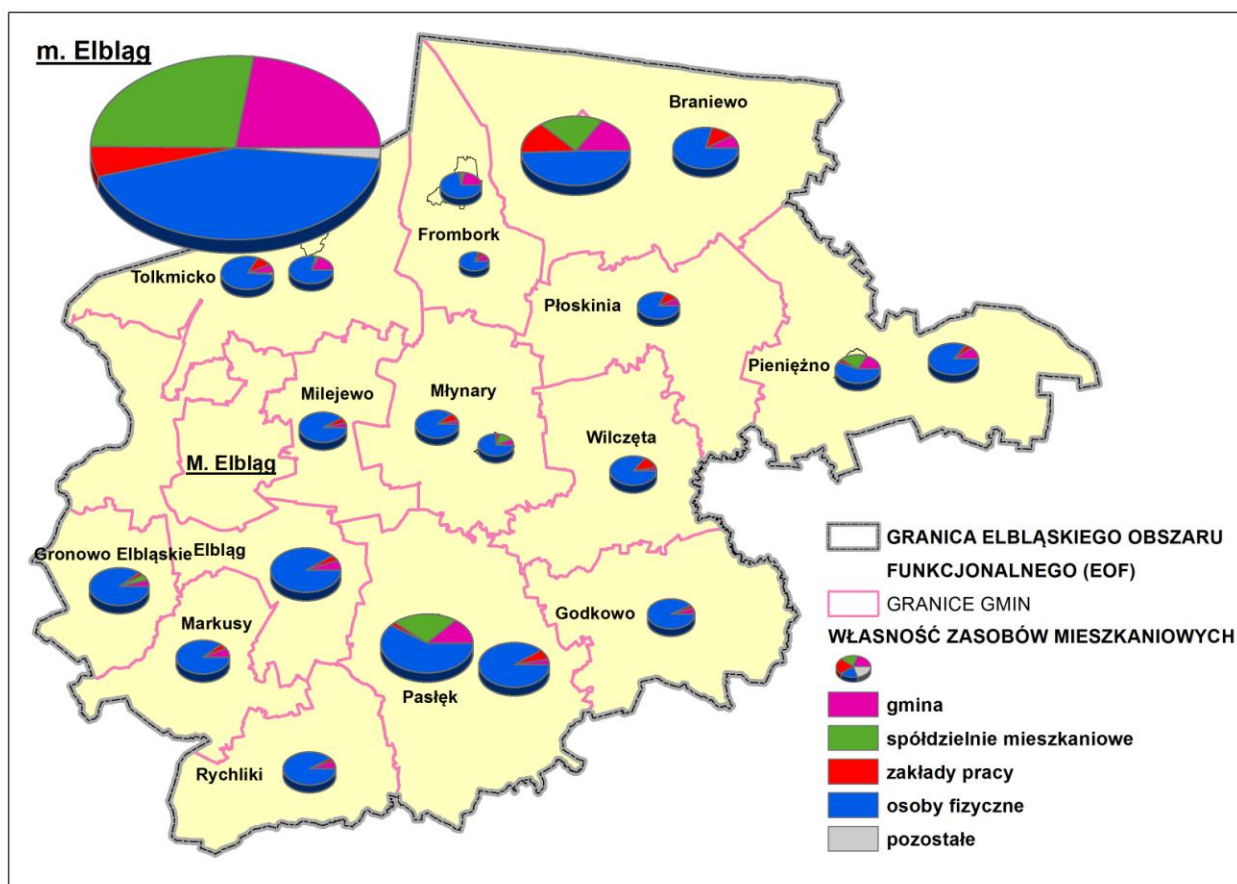 m. Elbląg
Braniewo
Frombork
Tolkmicko
Płoskinia
Pieniężno
Milejewo
Młynary
Wilczęta
M. Elbląg
Gronowo Elbląskie
Elbląg
Markusy
Godkowo
Pasłęk
Rychliki
GRANICA ELBLĄSKIEGO OBSZARU
FUNKCJONALNEGO (EOF)
GRANICE GMIN
WŁASNOŚĆ ZASOBÓW MIESZKANIOWYCH
gmina
spółdzielnie mieszkaniowe
zakłady pracy
osoby fizyczne
pozostałe